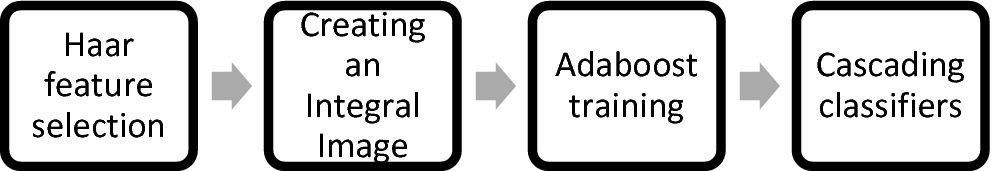 Haar
feature
selection
Creating
an
Integral
Image
Adaboost
training
Cascading
classifiers